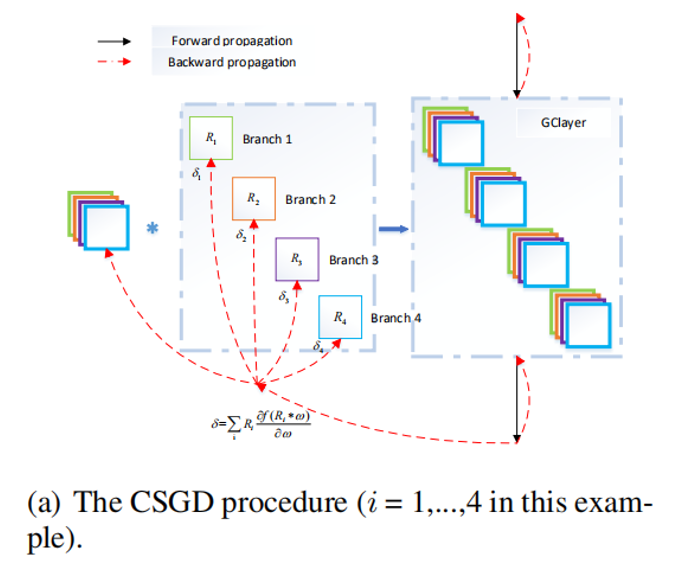 Forward propagation
Backward propagation
GClayer
R₁ Branch 1
δ₁
R₂ Branch 2
δ₂
R₃ Branch 3
δ₃
R₄ Branch 4
δ₄
*
δ=∑ᵢ Rᵢ ∂f(Rᵢ*ω)/∂ω
(a) The CSGD procedure (i = 1,...,4 in this exam-
ple).